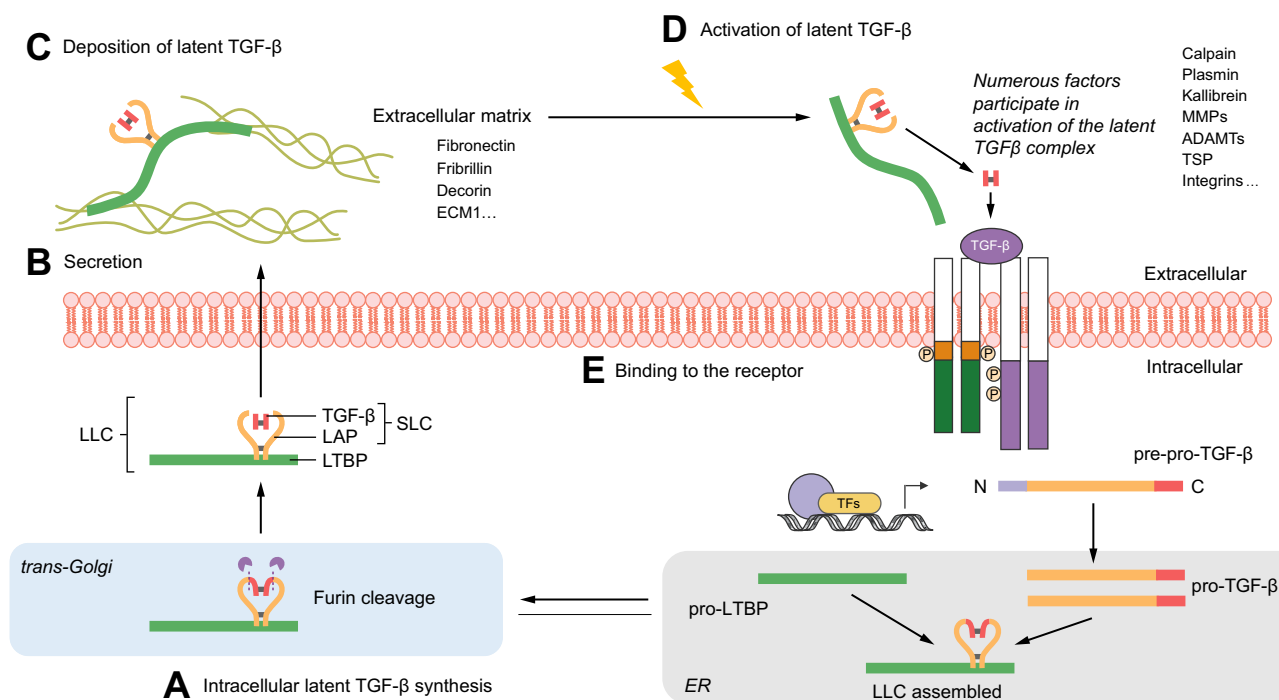 C Deposition of latent TGF-β
Extracellular matrix
Fibronectin
Fribrillin
Decorin
ECM1...
D Activation of latent TGF-β
Numerous factors
participate in
activation of the latent
TGFβ complex
Calpain
Plasmin
Kallibrein
MMPs
ADAMTs
TSP
Integrins ...
TGF-β
B Secretion
Extracellular
Intracellular
E Binding to the receptor
P
P
P
P
LLC
TGF-β
LAP
SLC
LTBP
pre-pro-TGF-β
N
C
TFs
trans-Golgi
Furin cleavage
pro-LTBP
pro-TGF-β
ER
LLC assembled
A Intracellular latent TGF-β synthesis